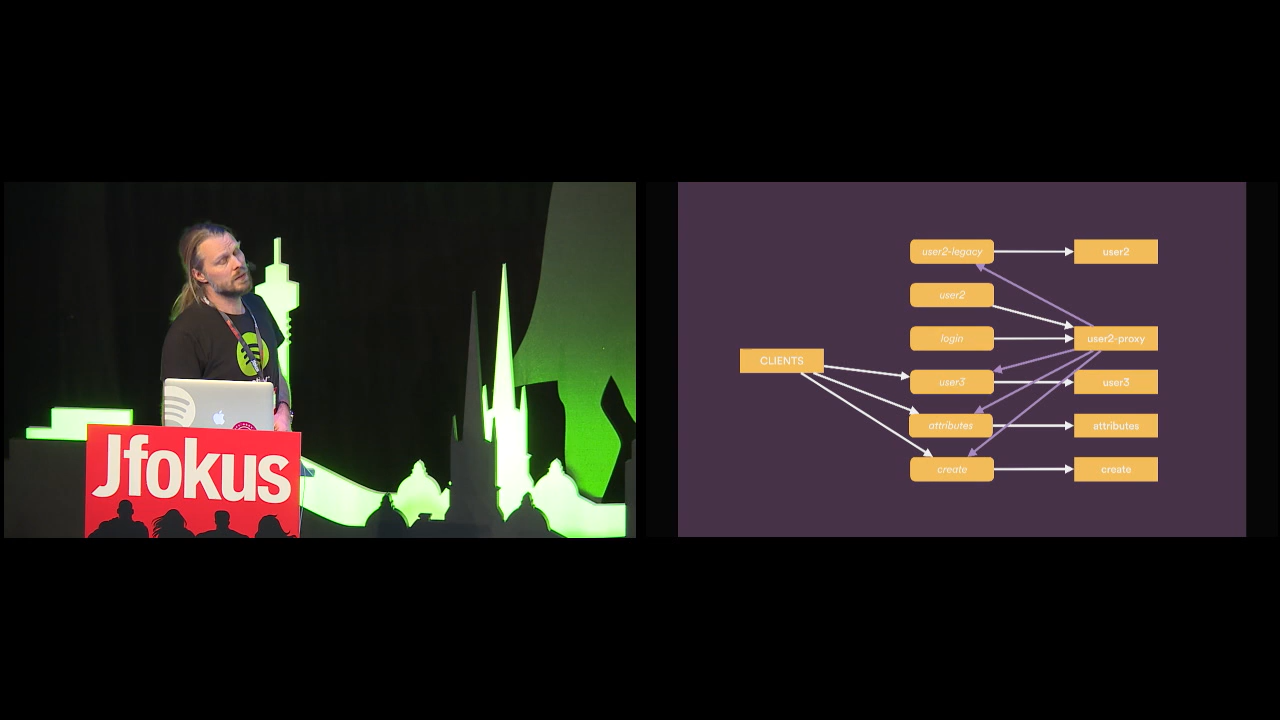 Jfokus
user2-legacy
user2
user2
login
user2-proxy
CLIENTS
user3
user3
attributes
attributes
create
create